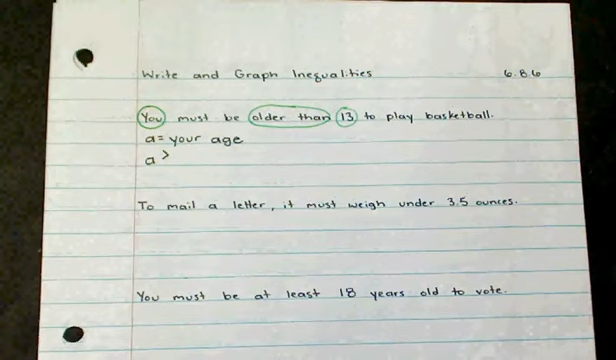 Write and Graph Inequalities 6.8.6
You must be older than 13 to play basketball.
a = your age
a >
To mail a letter, it must weigh under 3.5 ounces.
You must be at least 18 years old to vote.